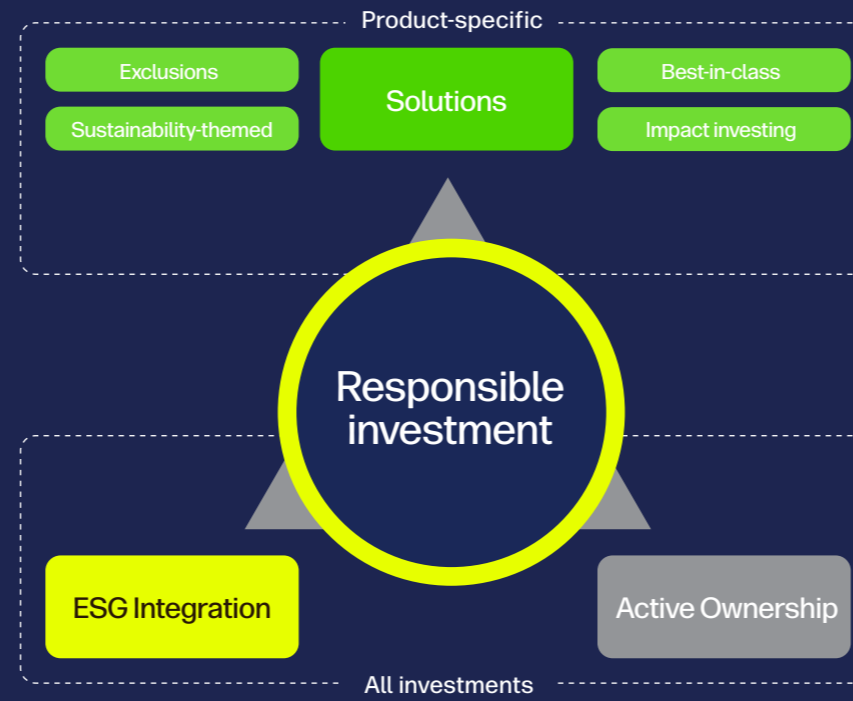 Product-specific
Exclusions
Sustainability-themed
Solutions
Best-in-class
Impact investing
Responsible
investment
ESG Integration
Active Ownership
All investments